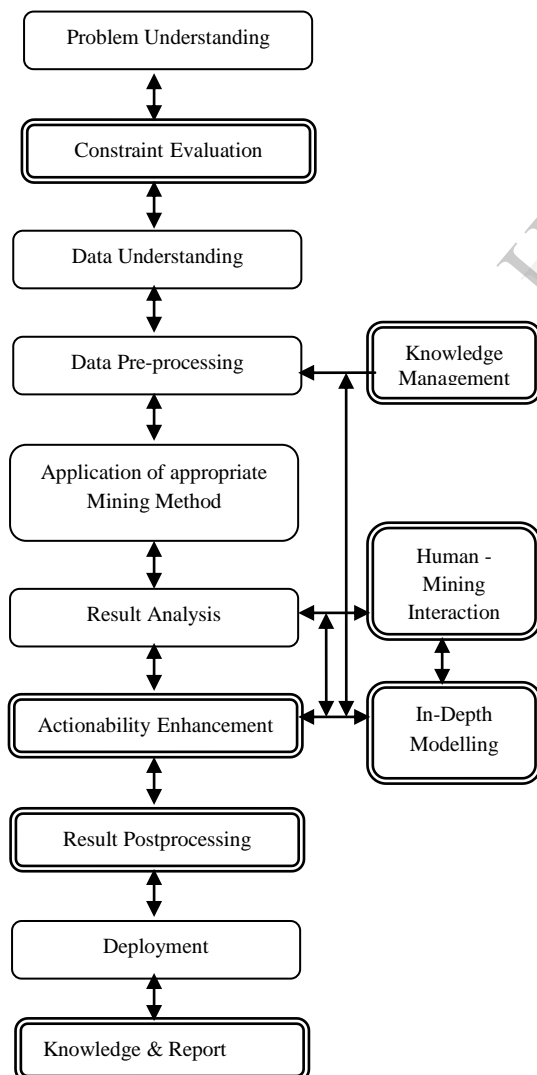 Problem Understanding
Constraint Evaluation
Data Understanding
Data Pre-processing
Knowledge
Management
Application of appropriate
Mining Method
Human -
Mining
Interaction
Result Analysis
Actionability Enhancement
In-Depth
Modelling
Result Postprocessing
Deployment
Knowledge & Report